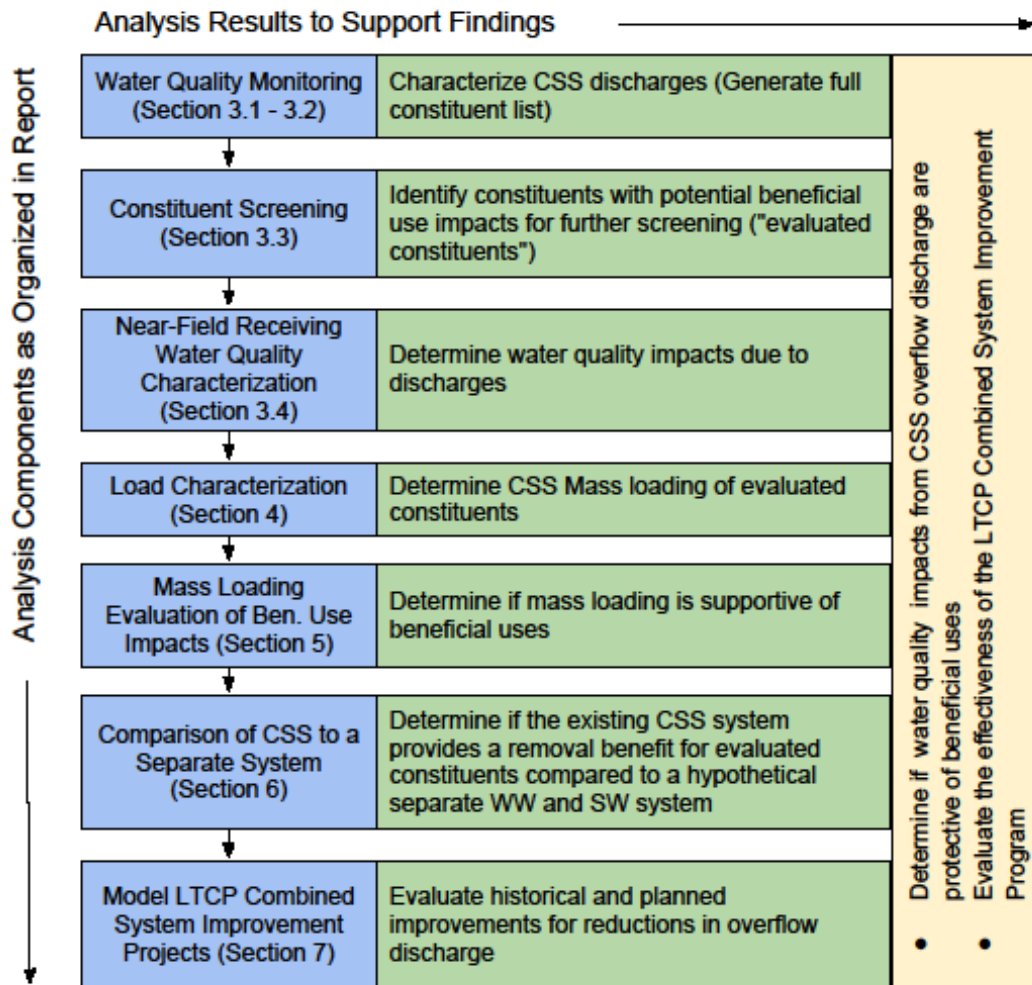 Analysis Results to Support Findings
Analysis Components as Organized in Report
Water Quality Monitoring
(Section 3.1 - 3.2)
Characterize CSS discharges (Generate full
constituent list)
Constituent Screening
(Section 3.3)
Identify constituents with potential beneficial
use impacts for further screening ("evaluated
constituents")
Near-Field Receiving
Water Quality
Characterization
(Section 3.4)
Determine water quality impacts due to
discharges
Load Characterization
(Section 4)
Determine CSS Mass loading of evaluated
constituents
Mass Loading
Evaluation of Ben. Use
Impacts (Section 5)
Determine if mass loading is supportive of
beneficial uses
Comparison of CSS to a
Separate System
(Section 6)
Determine if the existing CSS system
provides a removal benefit for evaluated
constituents compared to a hypothetical
separate WW and SW system
Model LTCP Combined
System Improvement
Projects (Section 7)
Evaluate historical and planned
improvements for reductions in overflow
discharge
• Determine if water quality impacts from CSS overflow discharge are
protective of beneficial uses
• Evaluate the effectiveness of the LTCP Combined System Improvement
Program